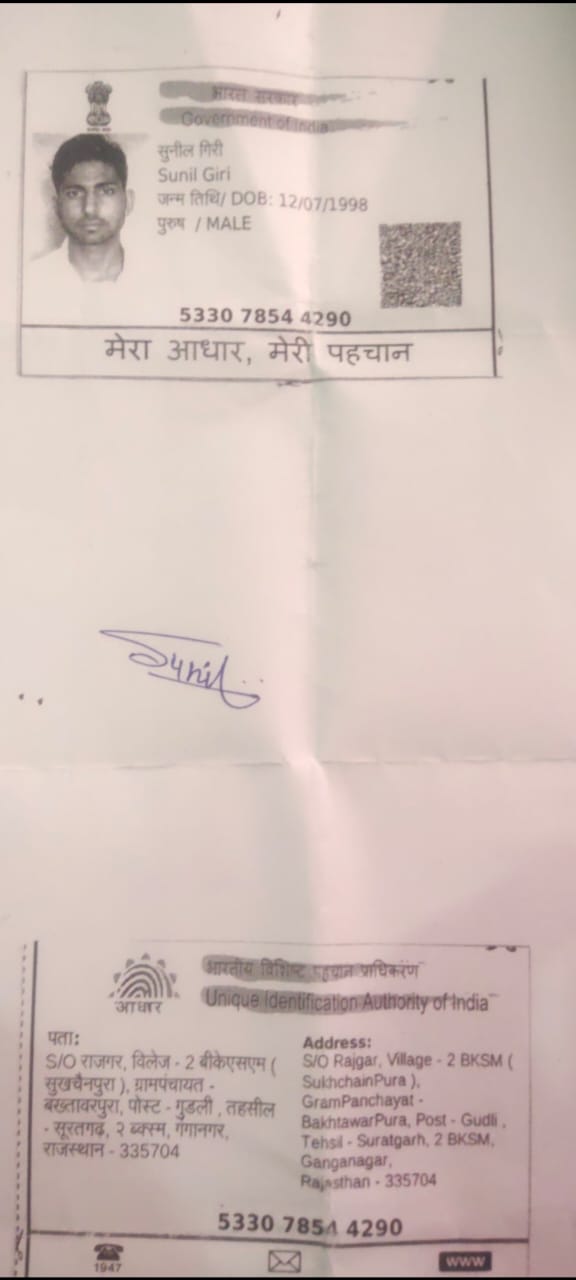 भारत सरकार
Government of India
सुनील गिरी
Sunil Giri
जन्म तिथि/ DOB: 12/07/1998
पुरुष / MALE
5330 7854 4290
मेरा आधार, मेरी पहचान
Sunil
भारतीय विशिष्ट पहचान प्राधिकरण
Unique Identification Authority of India
आधार
पता:
S/O राजगर, विलेज - 2 बीकेएसएम (
सुखचैनपुरा ), ग्रामपंचायत -
बख्तावरपुरा, पोस्ट - गुडली , तहसील
- सूरतगढ़, २ ब्क्स्म, गंगानगर,
राजस्थान - 335704
Address:
S/O Rajgar, Village - 2 BKSM (
SukhchainPura ),
GramPanchayat -
BakhtawarPura, Post - Gudli ,
Tehsil - Suratgarh, 2 BKSM,
Ganganagar,
Rajasthan - 335704
5330 7854 4290
1947
www